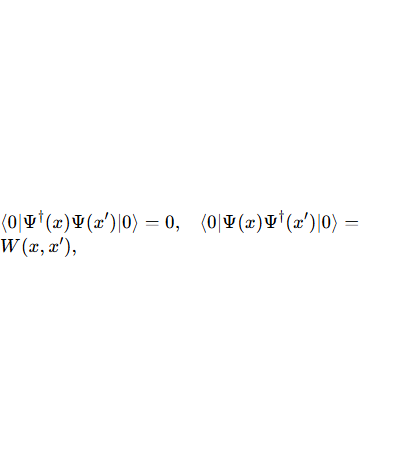 ⟨0|Ψ†(x)Ψ(x′)|0⟩ = 0, ⟨0|Ψ(x)Ψ†(x′)|0⟩ =
W(x, x′),